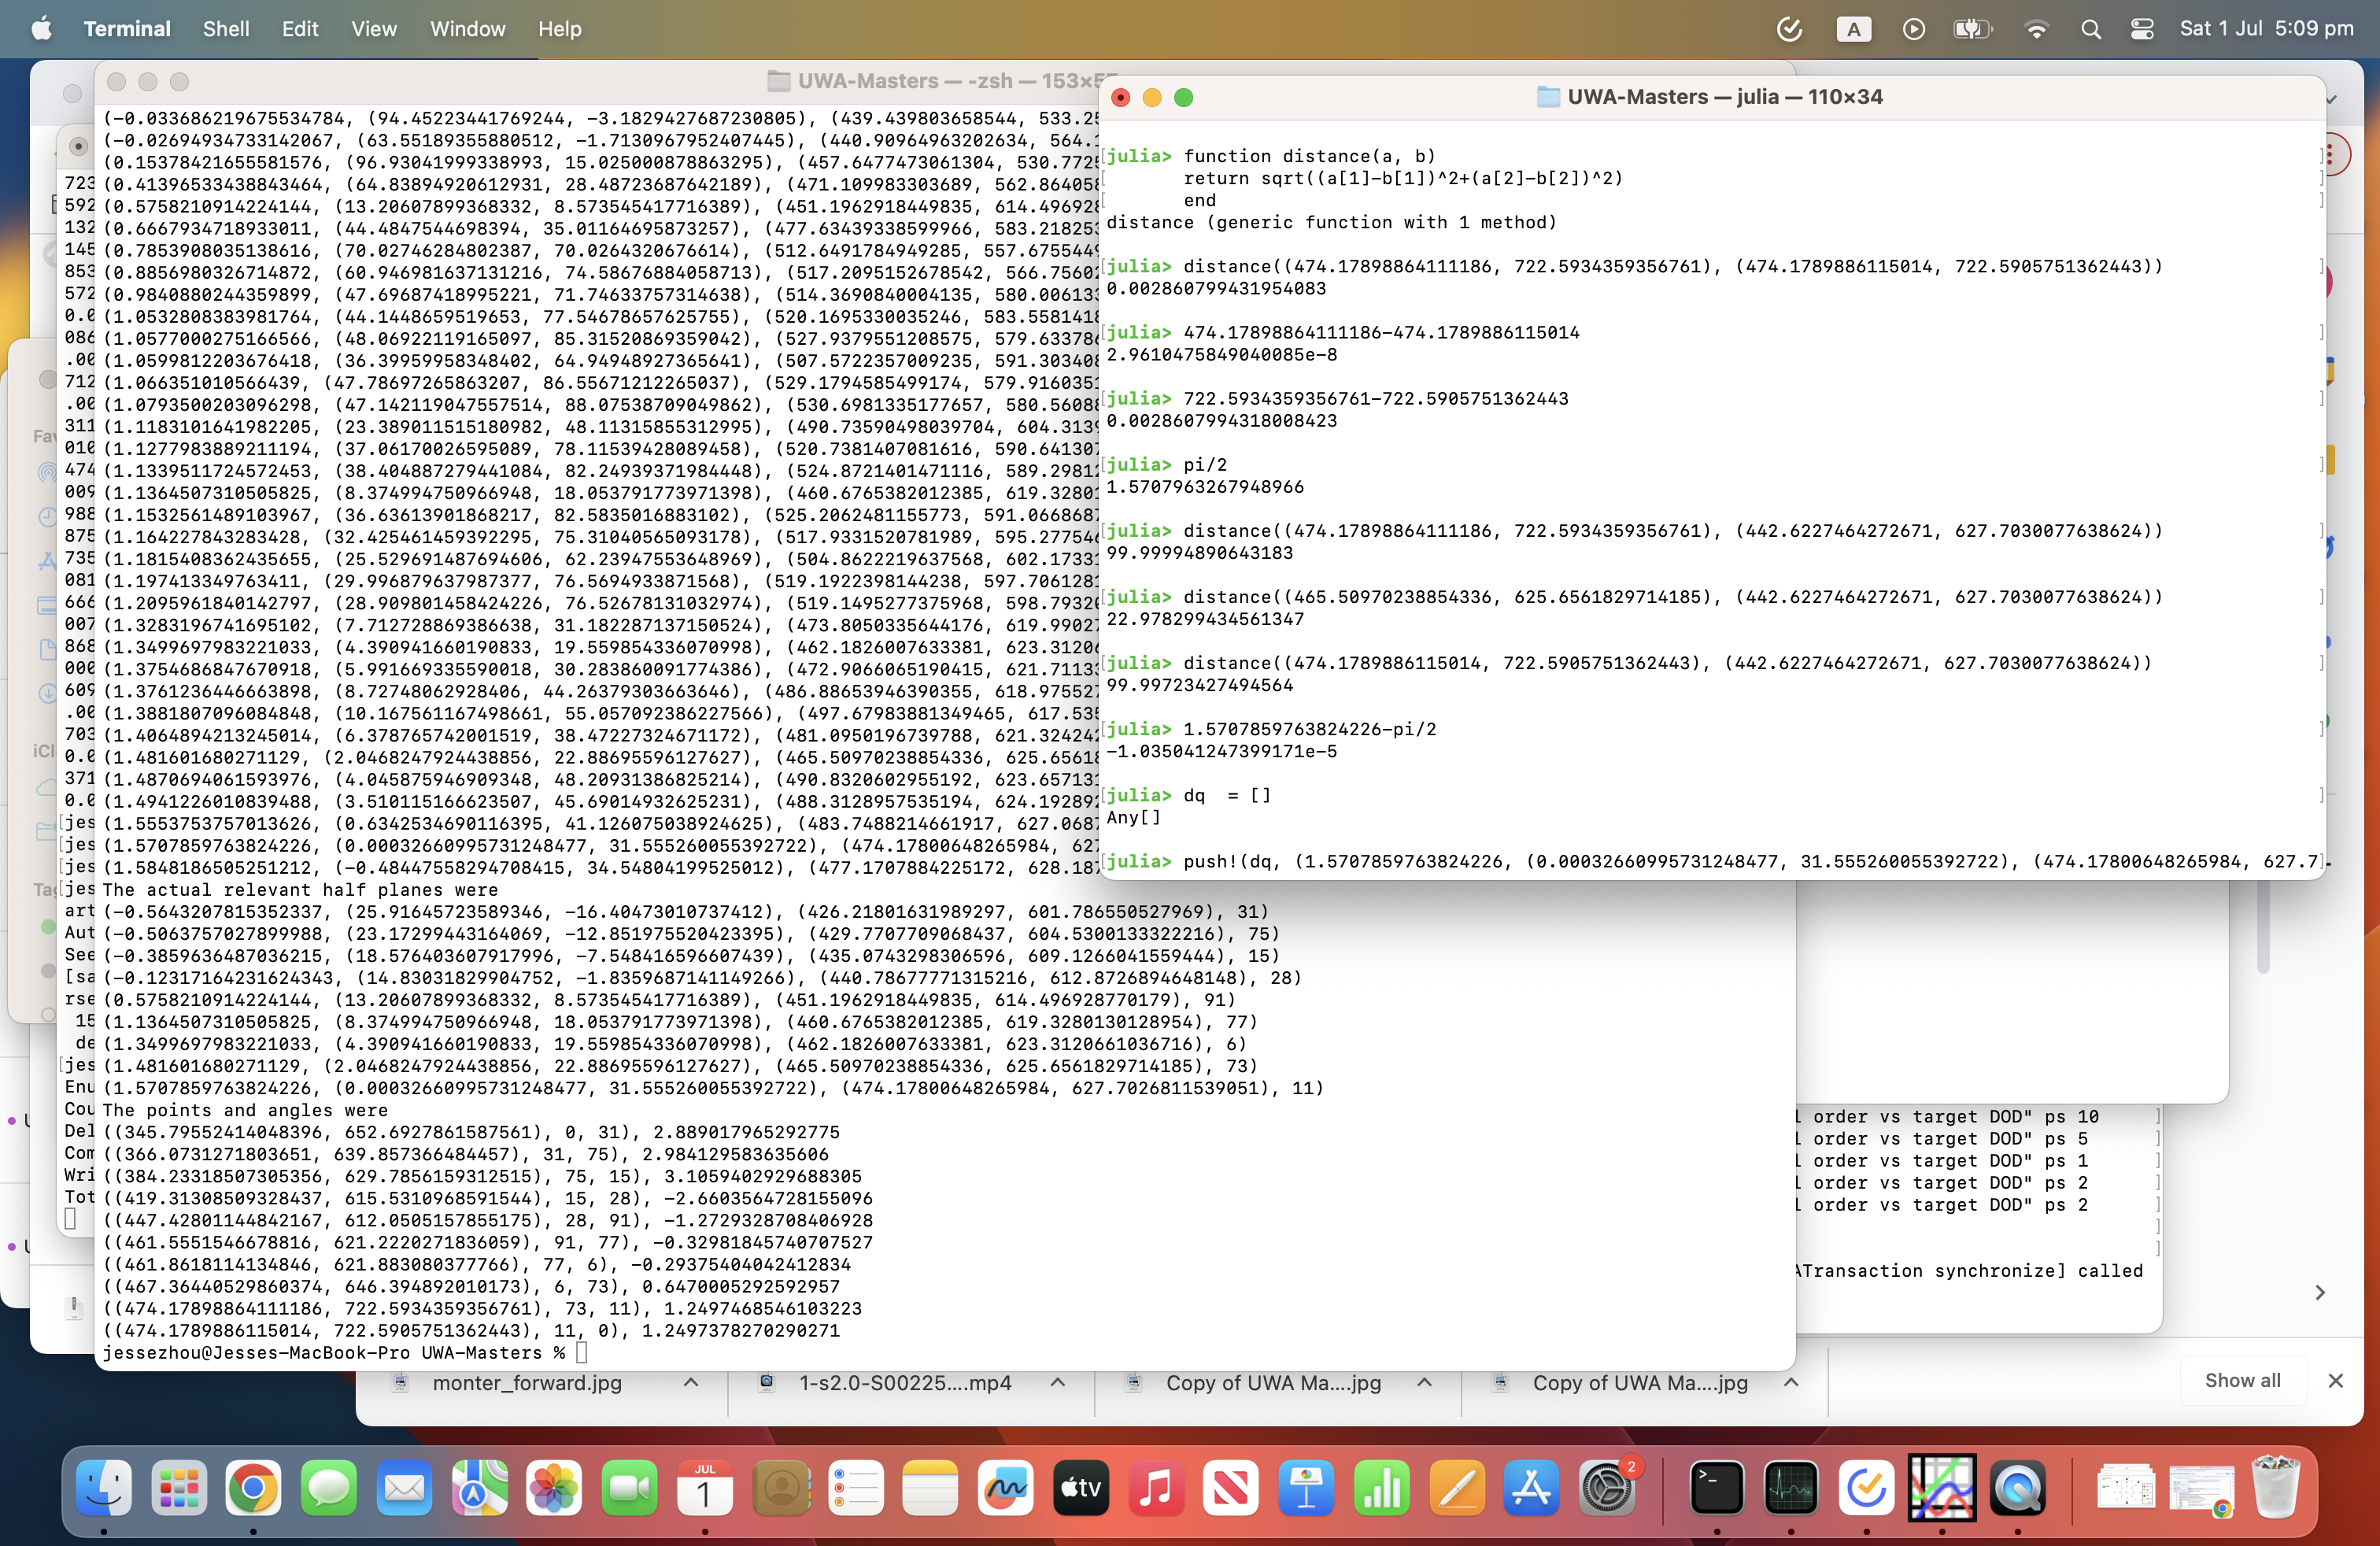 Terminal Shell Edit View Window Help
A
Sat 1 Jul 5:09 pm
UWA-Masters — -zsh — 153×5
(-0.033686219675534784, (94.45223441769244, -3.1829427687230805), (439.439803658544, 533.25
(-0.02694934733142067, (63.55189355880512, -1.7130967952407445), (440.90964963202634, 564.1
(0.15378421655581576, (96.93041999338993, 15.025000878863295), (457.6477473061304, 530.7725
(0.41396533438843464, (64.83894920612931, 28.48723687642189), (471.109983303689, 562.864058
(0.5758210914224144, (13.20607899368332, 8.573545417716389), (451.1962918449835, 614.496928
(0.6667934718933011, (44.4847544698394, 35.01164695873257), (477.63439338599966, 583.218253
(0.7853908035138616, (70.02746284802387, 70.0264320676614), (512.6491784949285, 557.6755449
(0.8856980326714872, (60.946981637131216, 74.58676884058713), (517.2095152678542, 566.75602
(0.9840880244359899, (47.69687418995221, 71.74633757314638), (514.3690840004135, 580.006133
(1.0532808383981764, (44.1448659519653, 77.54678657625755), (520.1695330035246, 583.5581418
(1.0577000275166566, (48.06922119165097, 85.31520869359042), (527.9379551208575, 579.633786
(1.0599812203676418, (36.39959958348402, 64.94948927365641), (507.5722357009235, 591.303408
(1.066351010566439, (47.78697265863207, 86.55671212265037), (529.1794585499174, 579.9160351
(1.0793500203096298, (47.142119047557514, 88.07538709049862), (530.6981335177657, 580.56088
(1.1183101641982205, (23.389011515180982, 48.11315855312995), (490.73590498039704, 604.3139
(1.1277983889211194, (37.06170026595089, 78.11539428089458), (520.7381407081616, 590.641307
(1.1339511724572453, (38.404887279441084, 82.24939371984448), (524.8721401471116, 589.29812
(1.1364507310505825, (8.374994750966948, 18.053791773971398), (460.6765382012385, 619.32801
(1.1532561489103967, (36.63613901868217, 82.5835016883102), (525.2062481155773, 591.0668687
(1.164227843283428, (32.425461459392295, 75.31040565093178), (517.9331520781989, 595.277546
(1.1815408362435655, (25.529691487694606, 62.23947553648969), (504.86222219637568, 602.1733
(1.197413349763411, (29.996879637987377, 76.5694933871568), (519.1922398144238, 597.7061281
(1.2095961840142797, (28.909801458424226, 76.52678131032974), (519.1495277375968, 598.79320
(1.3283196741695102, (7.712728869386638, 31.182287137150524), (473.8050335644176, 619.99027
(1.3499697983221033, (4.390941660190833, 19.559854336070998), (462.1826007633381, 623.31206
(1.3754686847670918, (5.991669335590018, 30.283860091774386), (472.9066065190415, 621.7113
(1.3761236446663898, (8.72748062928406, 44.26379303663646), (486.88653946390355, 618.975527
(1.3881807096084848, (10.167561167498661, 55.057092386227566), (497.67983881349465, 617.535
(1.4064894213245014, (6.378765742001519, 38.47227324671172), (481.0950196739788, 621.324242
(1.481601680271129, (2.0468247924438856, 22.88695596127627), (465.50970238854336, 625.65618
(1.4870694061593976, (4.045875946909348, 48.20931386825214), (490.8320602955192, 623.657131
(1.4941226010839488, (3.510115166623507, 45.69014932625231), (488.3128957535194, 624.192892
(1.5553753757013626, (0.6342534690116395, 41.126075038924625), (483.7488214661917, 627.0687
(1.5707859763824226, (0.00032660995731248477, 31.555260055392722), (474.17800648265984, 627
(1.5848186505251212, (-0.48447558294708415, 34.54804199525012), (477.1707884225172, 628.187
The actual relevant half planes were
(-0.5643207815352337, (25.91645723589346, -16.40473010737412), (426.21801631989297, 601.786550527969), 31)
(-0.5063757027899988, (23.17299443164069, -12.851975520423395), (429.7707709068437, 604.5300133322216), 75)
(-0.3859636487036215, (18.576403607917996, -7.548416596607439), (435.0743298306596, 609.1266041559444), 15)
(-0.12317164231624343, (14.83031829904752, -1.8359687141149266), (440.78677771315216, 612.8726894648148), 28)
(0.5758210914224144, (13.20607899368332, 8.573545417716389), (451.1962918449835, 614.496928770179), 91)
(1.1364507310505825, (8.374994750966948, 18.053791773971398), (460.6765382012385, 619.3280130128954), 77)
(1.3499697983221033, (4.390941660190833, 19.559854336070998), (462.1826007633381, 623.3120661036716), 6)
(1.481601680271129, (2.0468247924438856, 22.88695596127627), (465.50970238854336, 625.6561829714185), 73)
(1.5707859763824226, (0.00032660995731248477, 31.555260055392722), (474.17800648265984, 627.7026811539051), 11)
The points and angles were
((345.79552414048396, 652.6927861587561), 0, 31), 2.889017965292775
((366.0731271803651, 639.857366484457), 31, 75), 2.984129583635606
((384.23318507305356, 629.7856159312515), 75, 15), 3.1059402929688305
((419.31308509328437, 615.5310968591544), 15, 28), -2.6603564728155096
((447.42801144842167, 612.0505157855175), 28, 91), -1.2729328708406928
((461.5551546678816, 621.2220271836059), 91, 77), -0.32981845740707527
((461.8618114134846, 621.883080377766), 77, 6), -0.29375404042412834
((467.36440529860374, 646.394892010173), 6, 73), 0.6470005292592957
((474.17898864111186, 722.5934359356761), 73, 11), 1.2497468546103223
((474.1789886115014, 722.5905751362443), 11, 0), 1.2497378270290271
jessezhou@Jesses-MacBook-Pro UWA-Masters %
UWA-Masters — julia — 110×34
julia> function distance(a, b)
return sqrt((a[1]-b[1])^2+(a[2]-b[2])^2)
end
distance (generic function with 1 method)
julia> distance((474.17898864111186, 722.5934359356761), (474.1789886115014, 722.5905751362443))
0.002860799431954083
julia> 474.17898864111186-474.1789886115014
2.9610475849040085e-8
julia> 722.5934359356761-722.5905751362443
0.0028607994318008423
julia> pi/2
1.5707963267948966
julia> distance((474.17898864111186, 722.5934359356761), (442.6227464272671, 627.7030077638624))
99.99994890643183
julia> distance((465.50970238854336, 625.6561829714185), (442.6227464272671, 627.7030077638624))
22.978299434561347
julia> distance((474.1789886115014, 722.5905751362443), (442.6227464272671, 627.7030077638624))
99.99723427494564
julia> 1.5707859763824226-pi/2
-1.035041247399171e-5
julia> dq  = []
Any[]
julia> push!(dq, (1.5707859763824226, (0.00032660995731248477, 31.555260055392722), (474.17800648265984, 627.7
723
592
132
145
853
572
0.0
086
.00
712
.00
311
010
474
009
988
875
735
081
666
007
868
000
609
.00
703
0.0
371
0.0
jes
jes
jes
jes
art
Aut
See
[sa
rse
15
de
jes
Enu
Cou
Del
Com
Wri
Tot
Fav
iCl
Tag
l order vs target DOD" ps 10
l order vs target DOD" ps 5
l order vs target DOD" ps 1
l order vs target DOD" ps 2
l order vs target DOD" ps 2
ATransaction synchronize] called
monter_forward.jpg
1-s2.0-S00225....mp4
Copy of UWA Ma....jpg
Copy of UWA Ma....jpg
Show all
JUL
1
tv
2